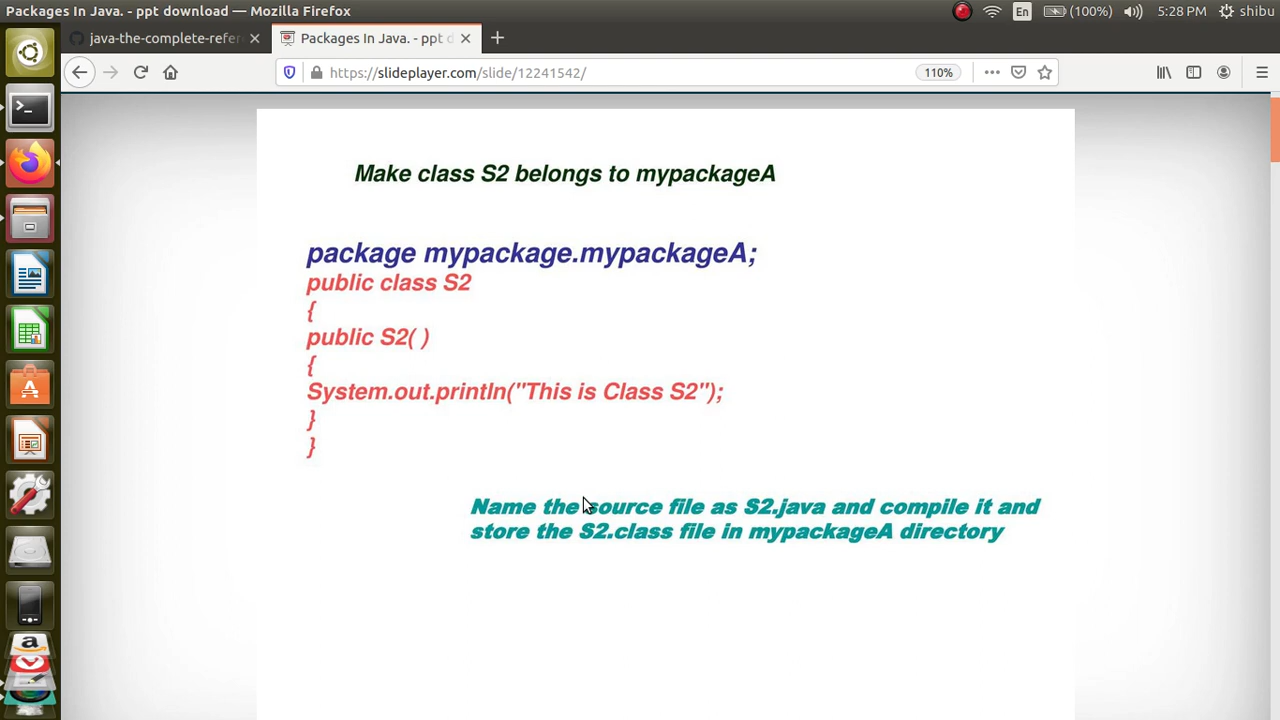 Packages In Java. - ppt download — Mozilla Firefox
En
(100%)
5:28 PM
shibu
java-the-complete-refer
Packages In Java. - ppt d
https://slideplayer.com/slide/12241542/
110%
Make class S2 belongs to mypackageA
package mypackage.mypackageA;
public class S2
{
public S2( )
{
System.out.println("This is Class S2");
}
}
Name the source file as S2.java and compile it and
store the S2.class file in mypackageA directory